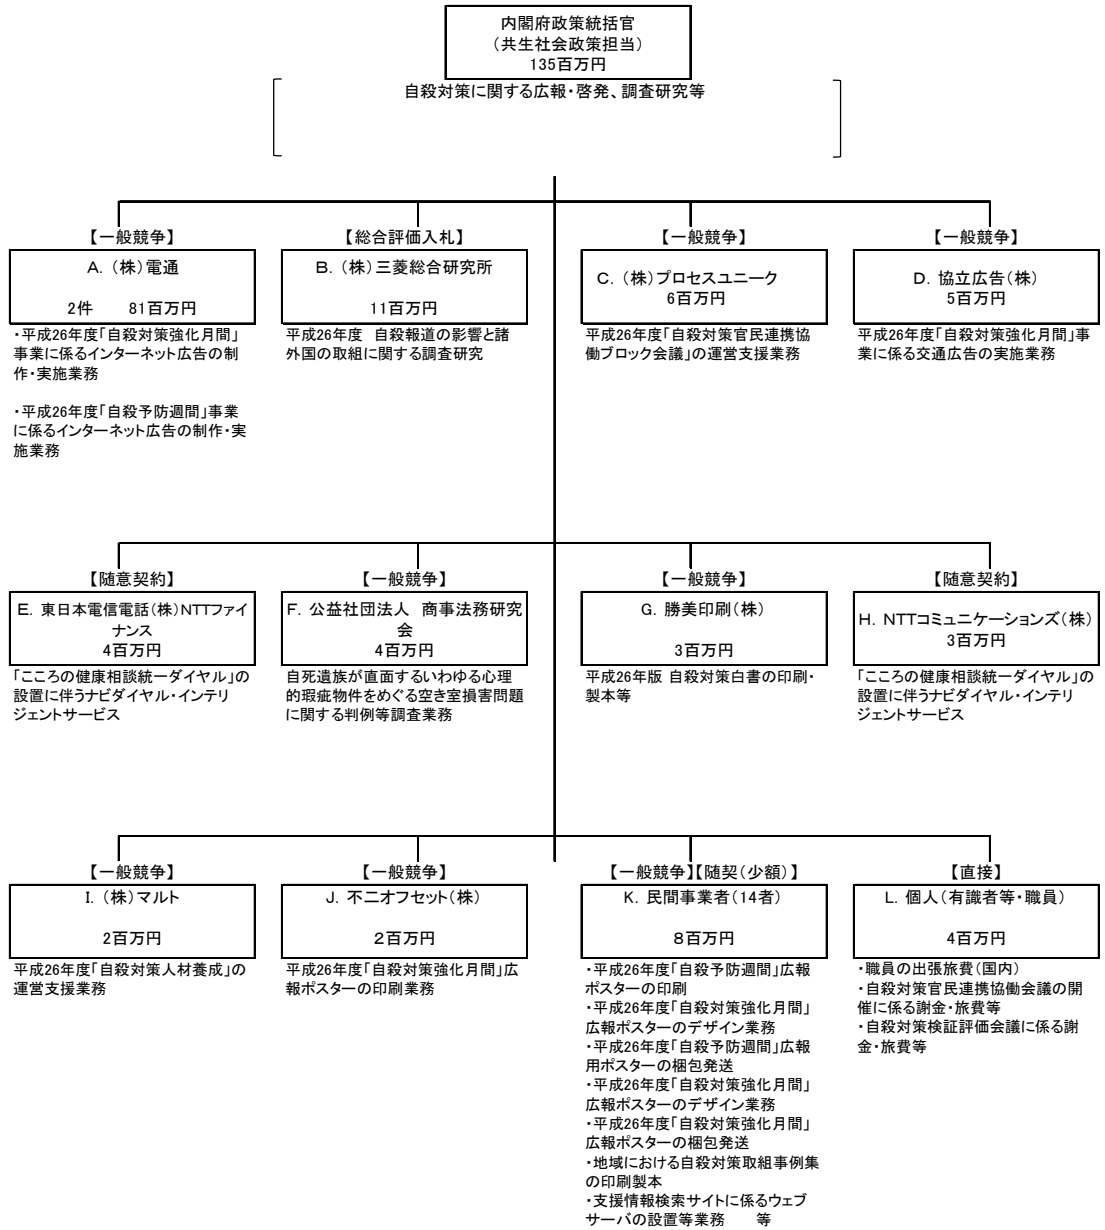 内閣府政策統括官
（共生社会政策担当）
135百万円
自殺対策に関する広報・啓発、調査研究等
【一般競争】
A．（株）電通
2件　　81百万円
・平成26年度「自殺対策強化月間」
事業に係るインターネット広告の制
作・実施業務
・平成26年度「自殺予防週間」事業
に係るインターネット広告の制作・実
施業務
【総合評価入札】
B．（株）三菱総合研究所
11百万円
平成26年度　自殺報道の影響と諸
外国の取組に関する調査研究
【一般競争】
C．（株）プロセスユニーク
6百万円
平成26年度「自殺対策官民連携協
働ブロック会議」の運営支援業務
【一般競争】
D．協立広告（株）
5百万円
平成26年度「自殺対策強化月間」事
業に係る交通広告の実施業務
【随意契約】
E．東日本電信電話（株）NTTファイ
ナンス
4百万円
「こころの健康相談統一ダイヤル」の
設置に伴うナビダイヤル・インテリ
ジェントサービス
【一般競争】
F．公益社団法人　商事法務研究
会
4百万円
自死遺族が直面するいわゆる心理
的瑕疵物件をめぐる空き室損害問題
に関する判例等調査業務
【一般競争】
G．勝美印刷（株）
3百万円
平成26年版 自殺対策白書の印刷・
製本等
【随意契約】
H．NTTコミュニケーションズ（株）
3百万円
「こころの健康相談統一ダイヤル」の
設置に伴うナビダイヤル・インテリ
ジェントサービス
【一般競争】
I．（株）マルト
2百万円
平成26年度「自殺対策人材養成」の
運営支援業務
【一般競争】
J．不二オフセット（株）
２百万円
平成26年度「自殺対策強化月間」広
報ポスターの印刷業務
【一般競争】【随契（少額）】
K．民間事業者（14者）
８百万円
・平成26年度「自殺予防週間」広報
ポスターの印刷
・平成26年度「自殺対策強化月間」
広報ポスターのデザイン業務
・平成26年度「自殺予防週間」広報
用ポスターの梱包発送
・平成26年度「自殺対策強化月間」
広報ポスターのデザイン業務
・平成26年度「自殺対策強化月間」
広報ポスターの梱包発送
・地域における自殺対策取組事例集
の印刷製本
・支援情報検索サイトに係るウェブ
サーバの設置等業務　　等
【直接】
L．個人（有識者等・職員）
4百万円
・職員の出張旅費（国内）
・自殺対策官民連携協働会議の開
催に係る謝金・旅費等
・自殺対策検証評価会議に係る謝
金・旅費等